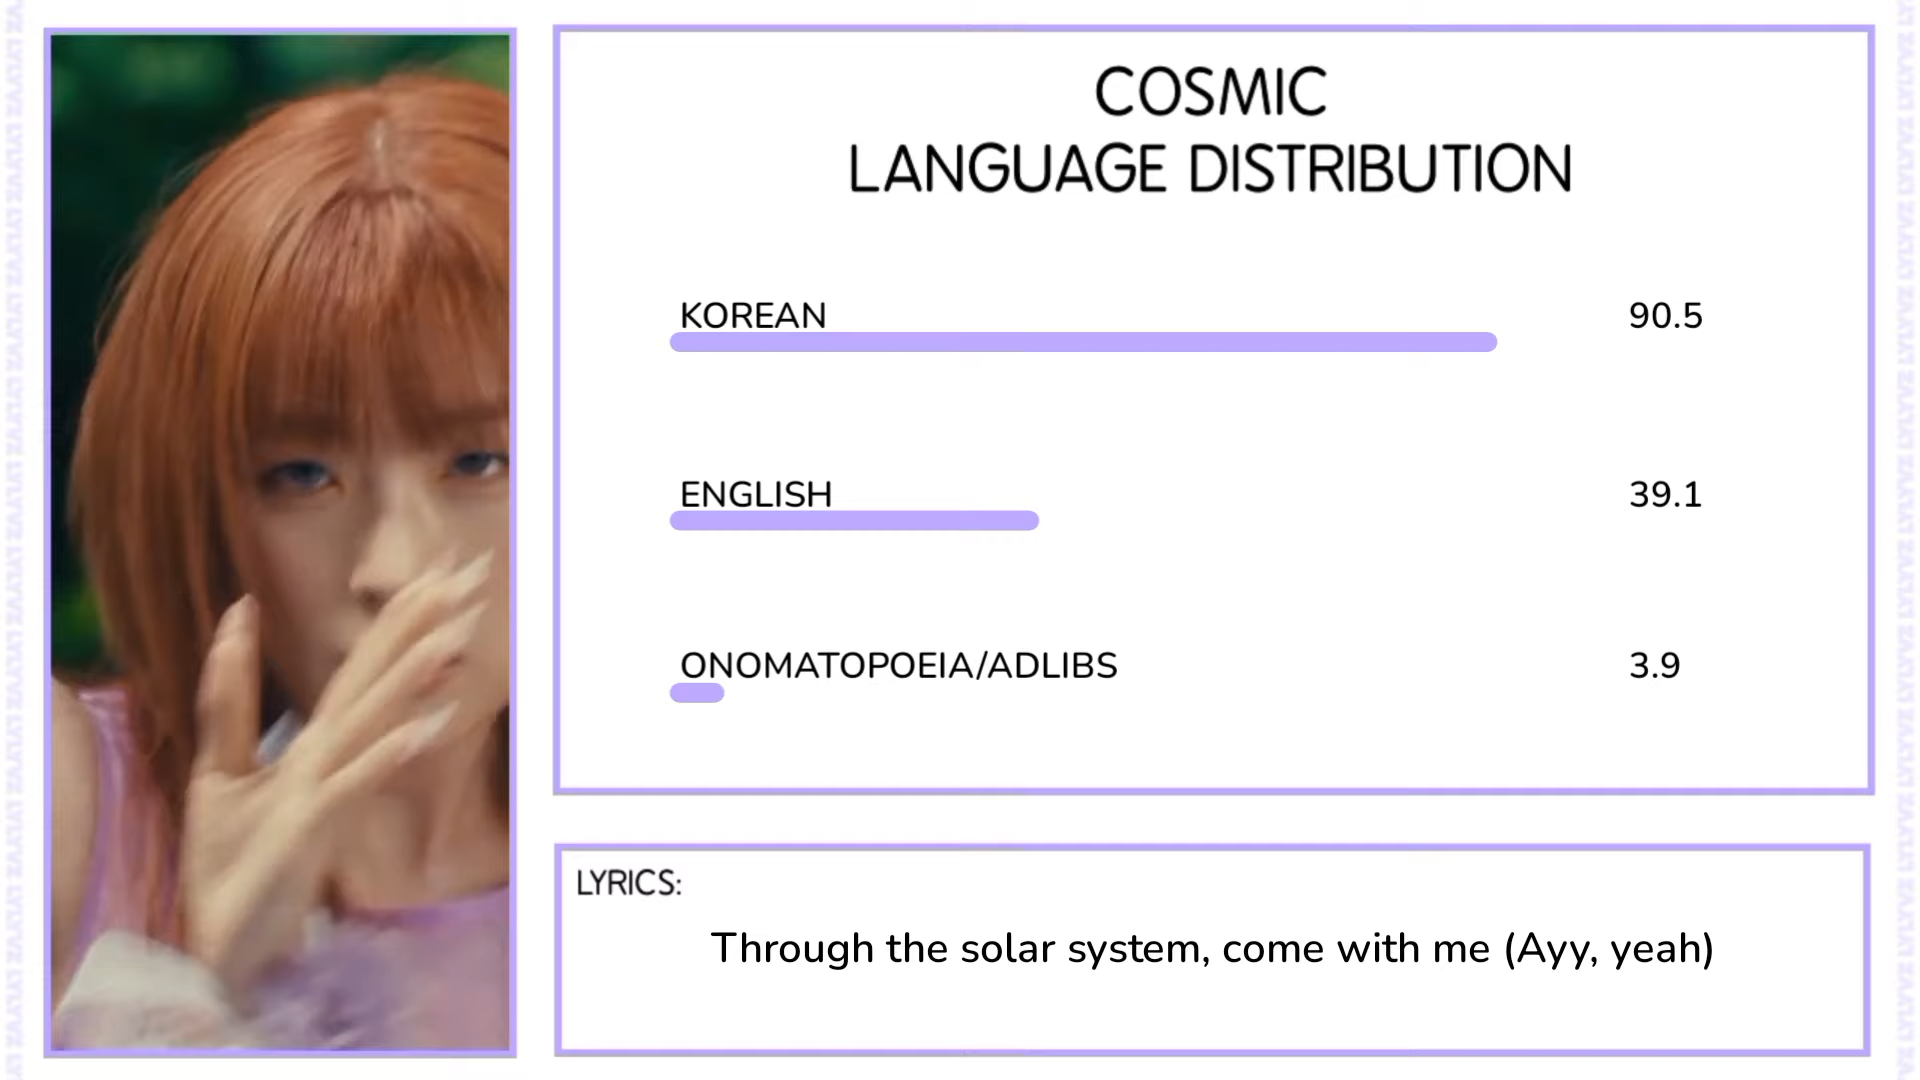 COSMIC
LANGUAGE DISTRIBUTION
KOREAN 90.5
ENGLISH 39.1
ONOMATOPOEIA/ADLIBS 3.9
LYRICS:
Through the solar system, come with me (Ayy, yeah)